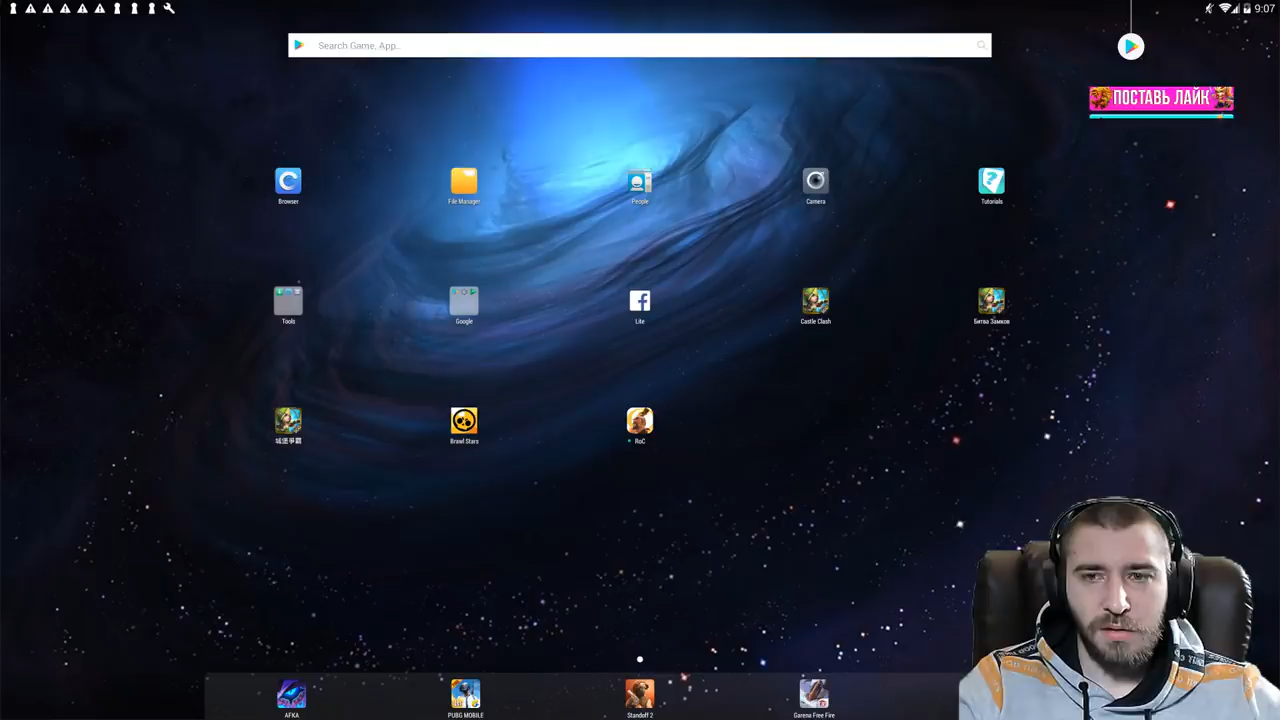 9:07
Search Game, App...
ПОСТАВЬ ЛАЙК
Browser
File Manager
People
Camera
Tutorials
Tools
Google
Lite
Castle Clash
Битва Замков
城堡爭霸
Brawl Stars
RoC
AFKA
PUBG MOBILE
Standoff 2
Garena Free Fire